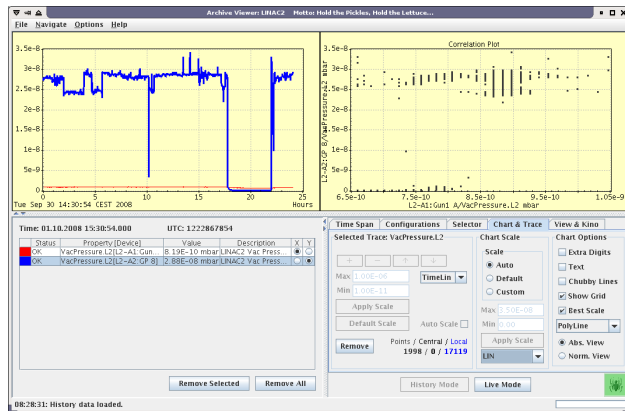 Archive Viewer: LINAC2 Motto: Hold the Pickles, Hold the Lettuce...
File Navigate Options Help
3.5e-8
3e-8
2.5e-8
2e-8
1.5e-8
1e-8
5e-9
0
0 5 10 15 20 25
Tue Sep 30 14:30:54 CEST 2008 Hours
Correlation Plot
3.5e-8
3e-8
2.5e-8
2e-8
1.5e-8
1e-8
5e-9
0
L2-A2:GP 8/VacPressure.L2 mbar
6.5e-10 7.5e-10 8.5e-10 9.5e-10 1.05e-9
L2-A1:Gun1 A/VacPressure.L2 mbar
Time: 01.10.2008 15:30:54.000 UTC: 1222867854
Status Property[Device] Value Description X Y
OK VacPressure.L2[L2-A1:Gun... 8.19E-10 mbar LINAC2 Vac Press...
OK VacPressure.L2[L2-A2:GP 8] 2.88E-08 mbar LINAC2 Vac Press...
Remove Selected Remove All
Time Span Configurations Selector Chart & Trace View & Kino
Selected Trace: VacPressure.L2
+ - ↑ ↓
Max 1.00E-06 TimeLin
Min 1.00E-11
Apply Scale
Default Scale Auto Scale
Remove Points / Central / Local
1998 / 0 / 17119
Chart Scale
Scale
Auto
Default
Custom
Max 3.50E-08
Min 0.00
Apply Scale
LIN
Chart Options
Extra Digits
Text
Chubby Lines
Show Grid
Best Scale
PolyLine
Abs. View
Norm. View
History Mode Live Mode
08:28:31: History data loaded.